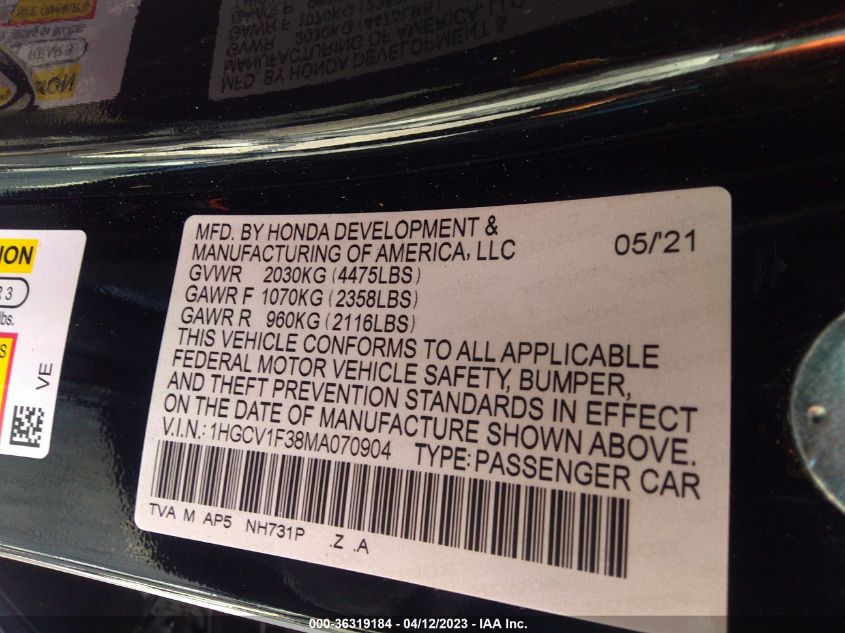 MFD. BY HONDA DEVELOPMENT &
MANUFACTURING OF AMERICA, LLC
05/'21
GVWR 2030KG (4475LBS)
GAWR F 1070KG (2358LBS)
GAWR R 960KG (2116LBS)
THIS VEHICLE CONFORMS TO ALL APPLICABLE
FEDERAL MOTOR VEHICLE SAFETY, BUMPER,
AND THEFT PREVENTION STANDARDS IN EFFECT
ON THE DATE OF MANUFACTURE SHOWN ABOVE.
V.I.N.: 1HGCV1F38MA070904 TYPE: PASSENGER CAR
TVA M AP5 NH731P .Z .A
3
lbs.
VE
000-36319184 - 04/12/2023 - IAA Inc.